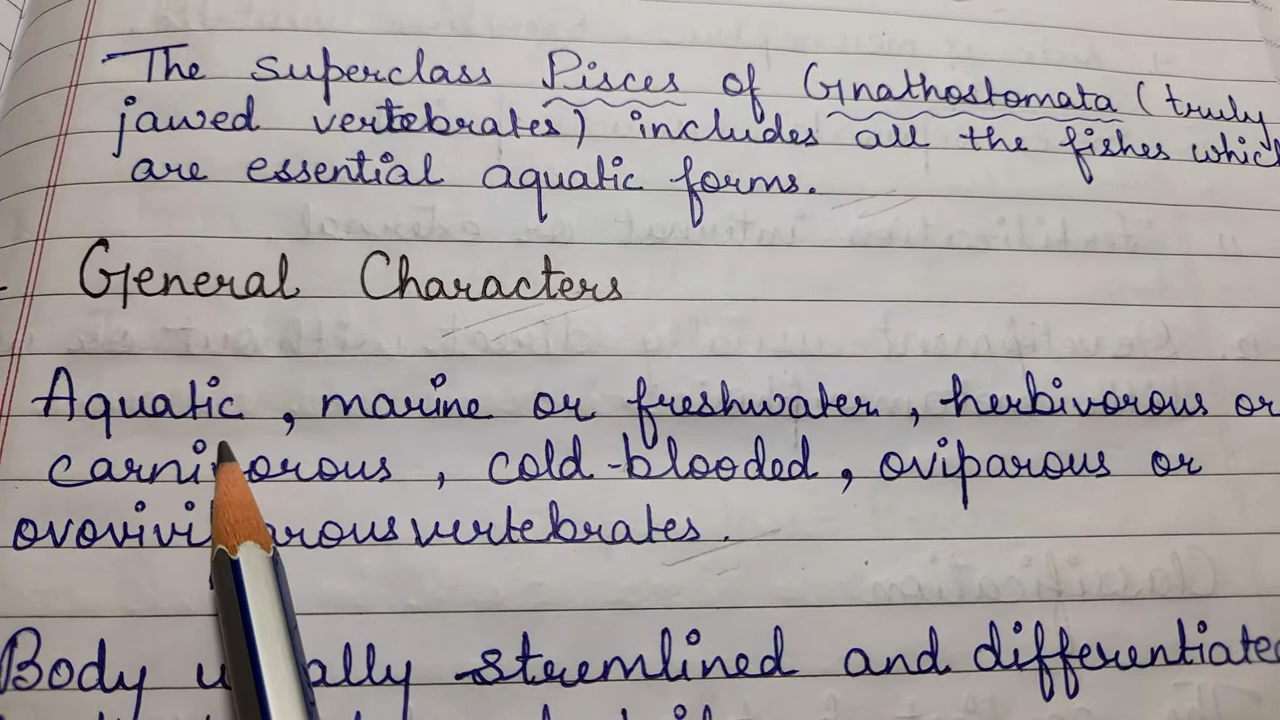 The superclass Pisces of Gnathostomata (truly
jawed vertebrates) includes all the fishes which
are essential aquatic forms.
General Characters
Aquatic, marine or freshwater, herbivorous or
carnivorous, cold-blooded, oviparous or
ovoviviparous vertebrates.
Body usually streamlined and differentiated